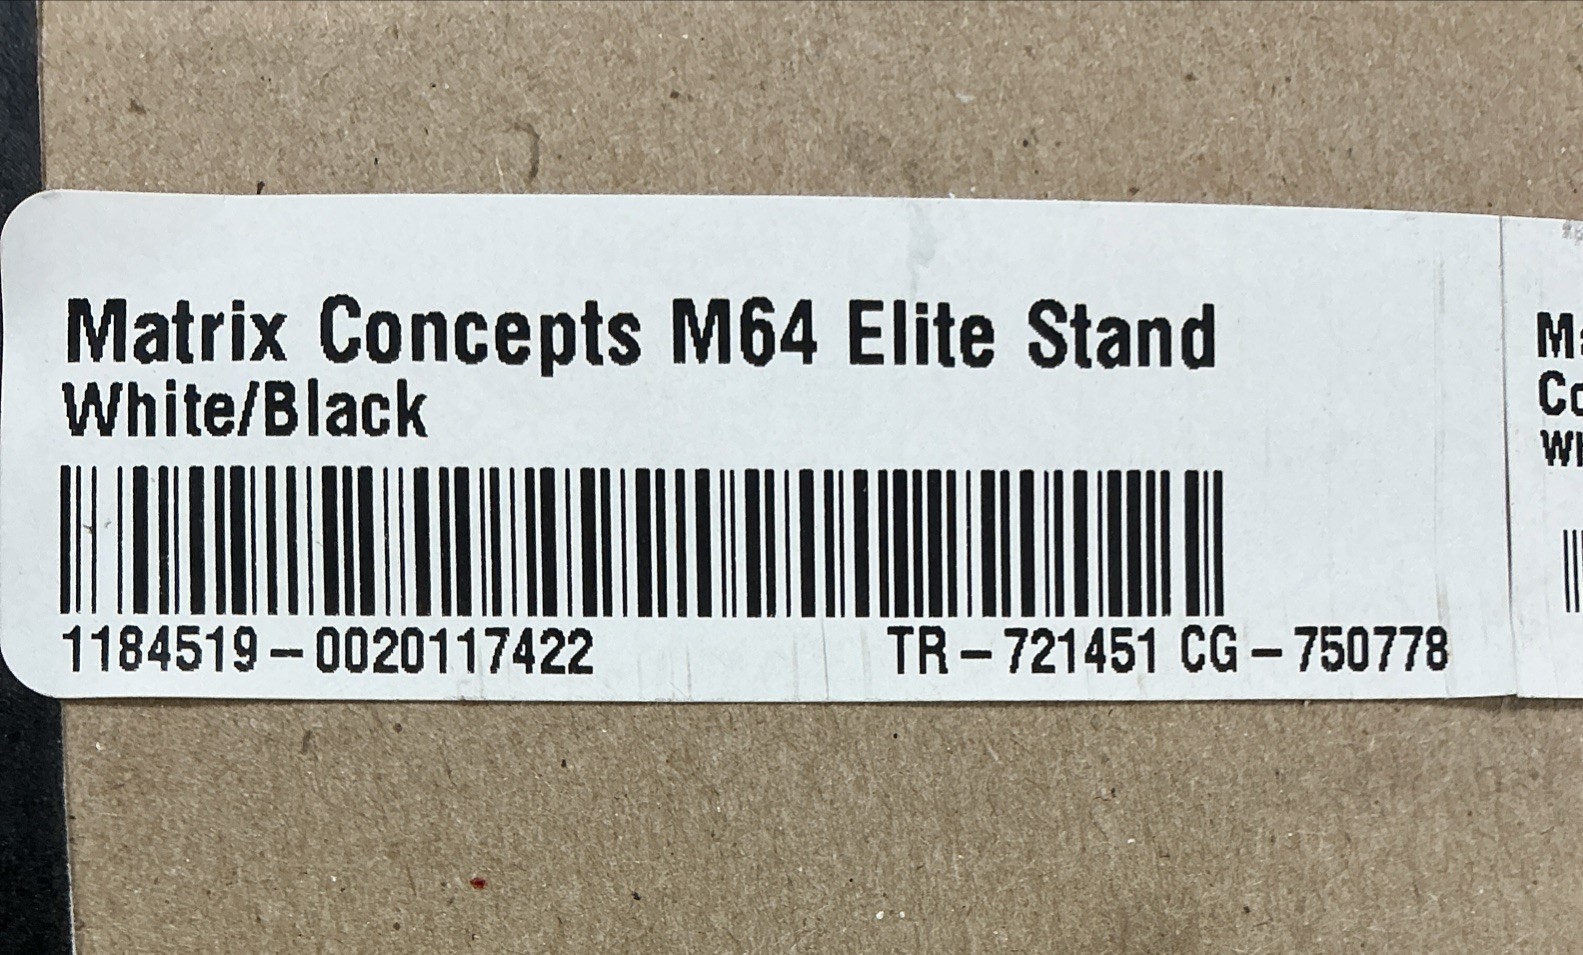 Matrix Concepts M64 Elite Stand
White/Black
1184519-0020117422
TR-721451 CG-750778